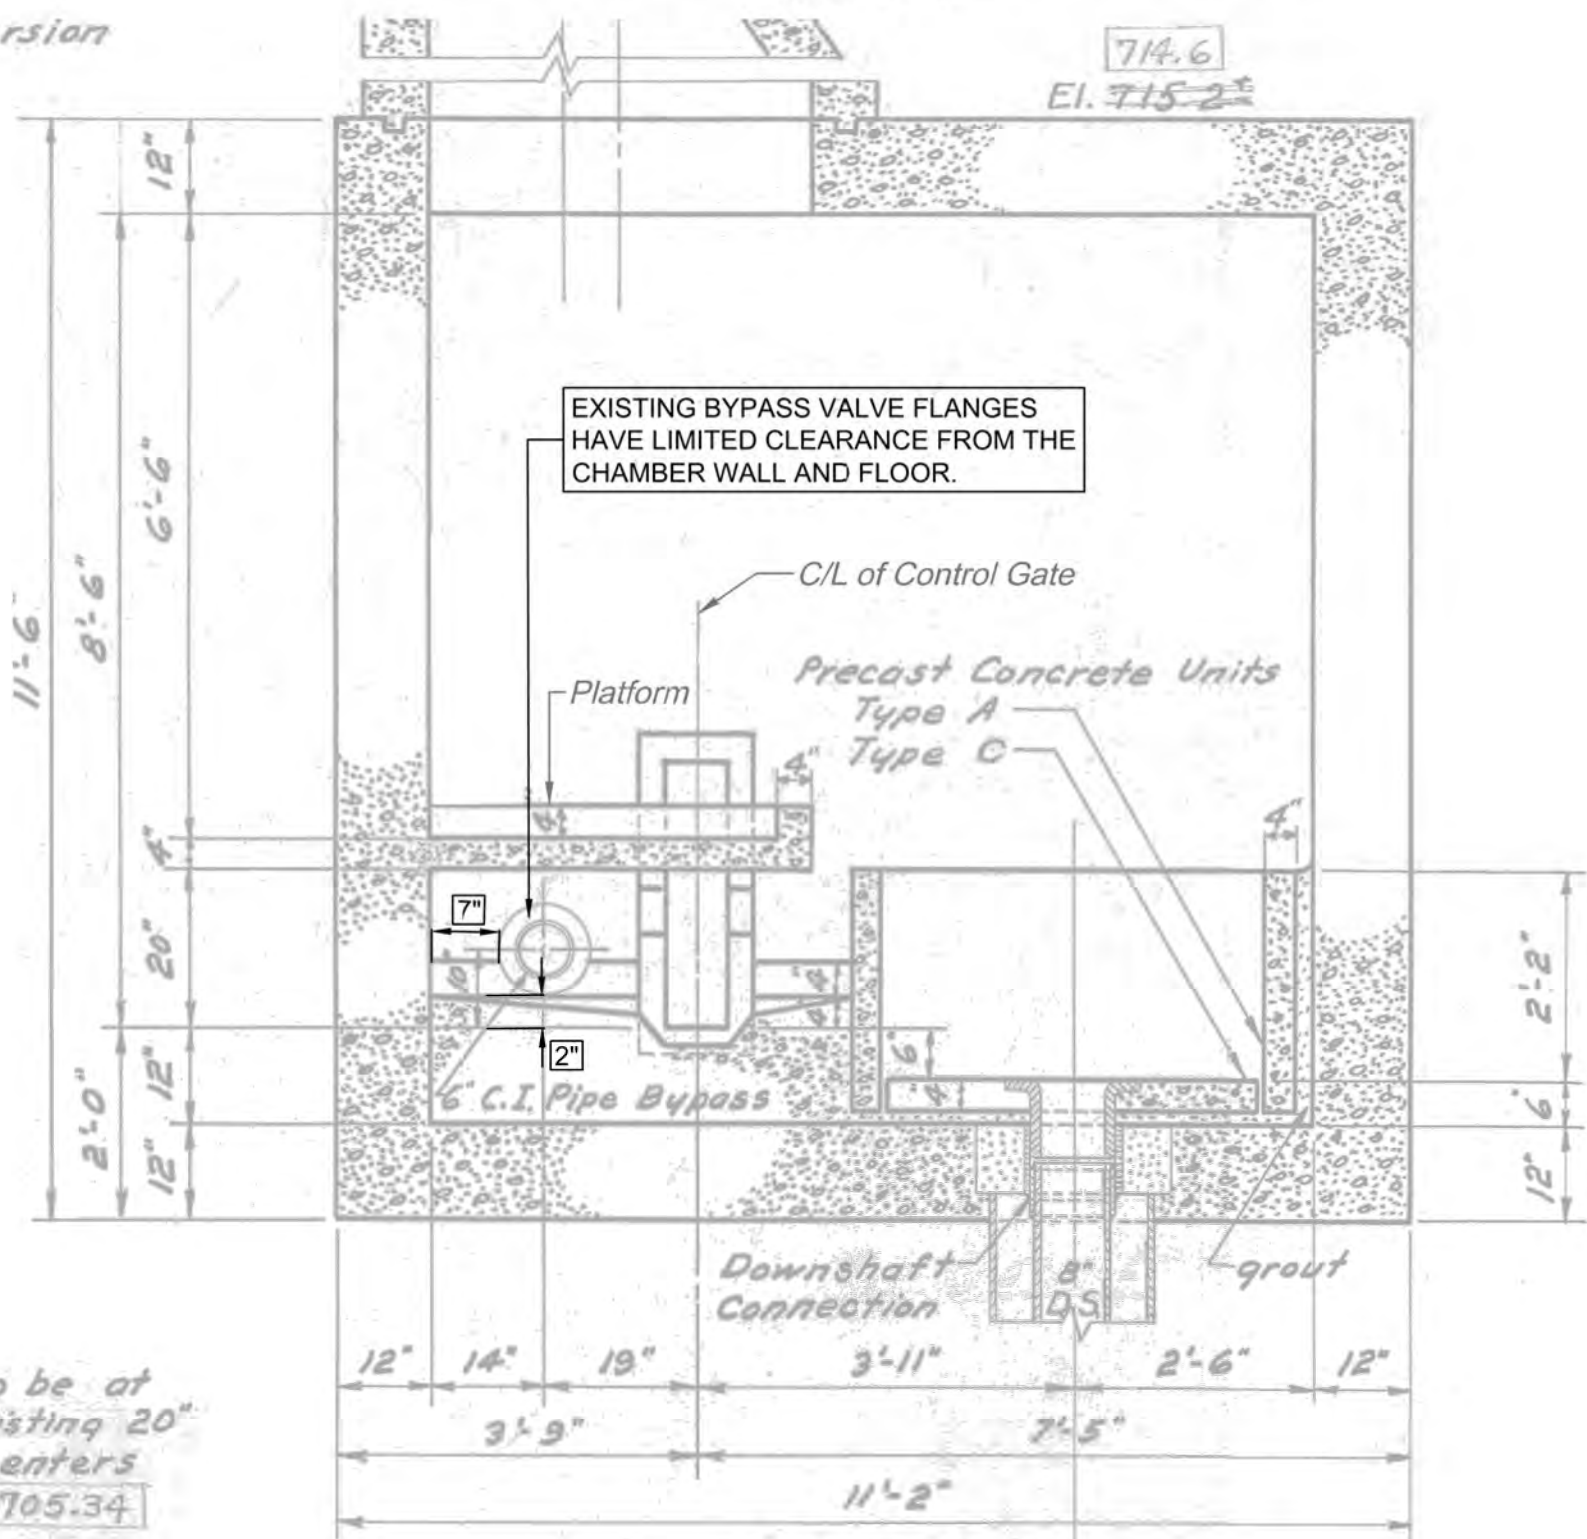 rsion
714.6
El. 715.2±
12"
6'-6"
8'-6"
11'-6"
EXISTING BYPASS VALVE FLANGES
HAVE LIMITED CLEARANCE FROM THE
CHAMBER WALL AND FLOOR.
C/L of Control Gate
Precast Concrete Units
Type A
Type C
Platform
4"
4"
4"
4"
7"
20"
10"
4"
4"
2'-2"
2"
6"
4"
6" C.I. Pipe Bypass
12"
2'-0"
12"
6"
12"
Downshaft
Connection
8"
D.S.
grout
12"
14"
19"
3'-11"
2'-6"
12"
3'-9"
7'-5"
11'-2"
o be at
isting 20"
enters
705.34